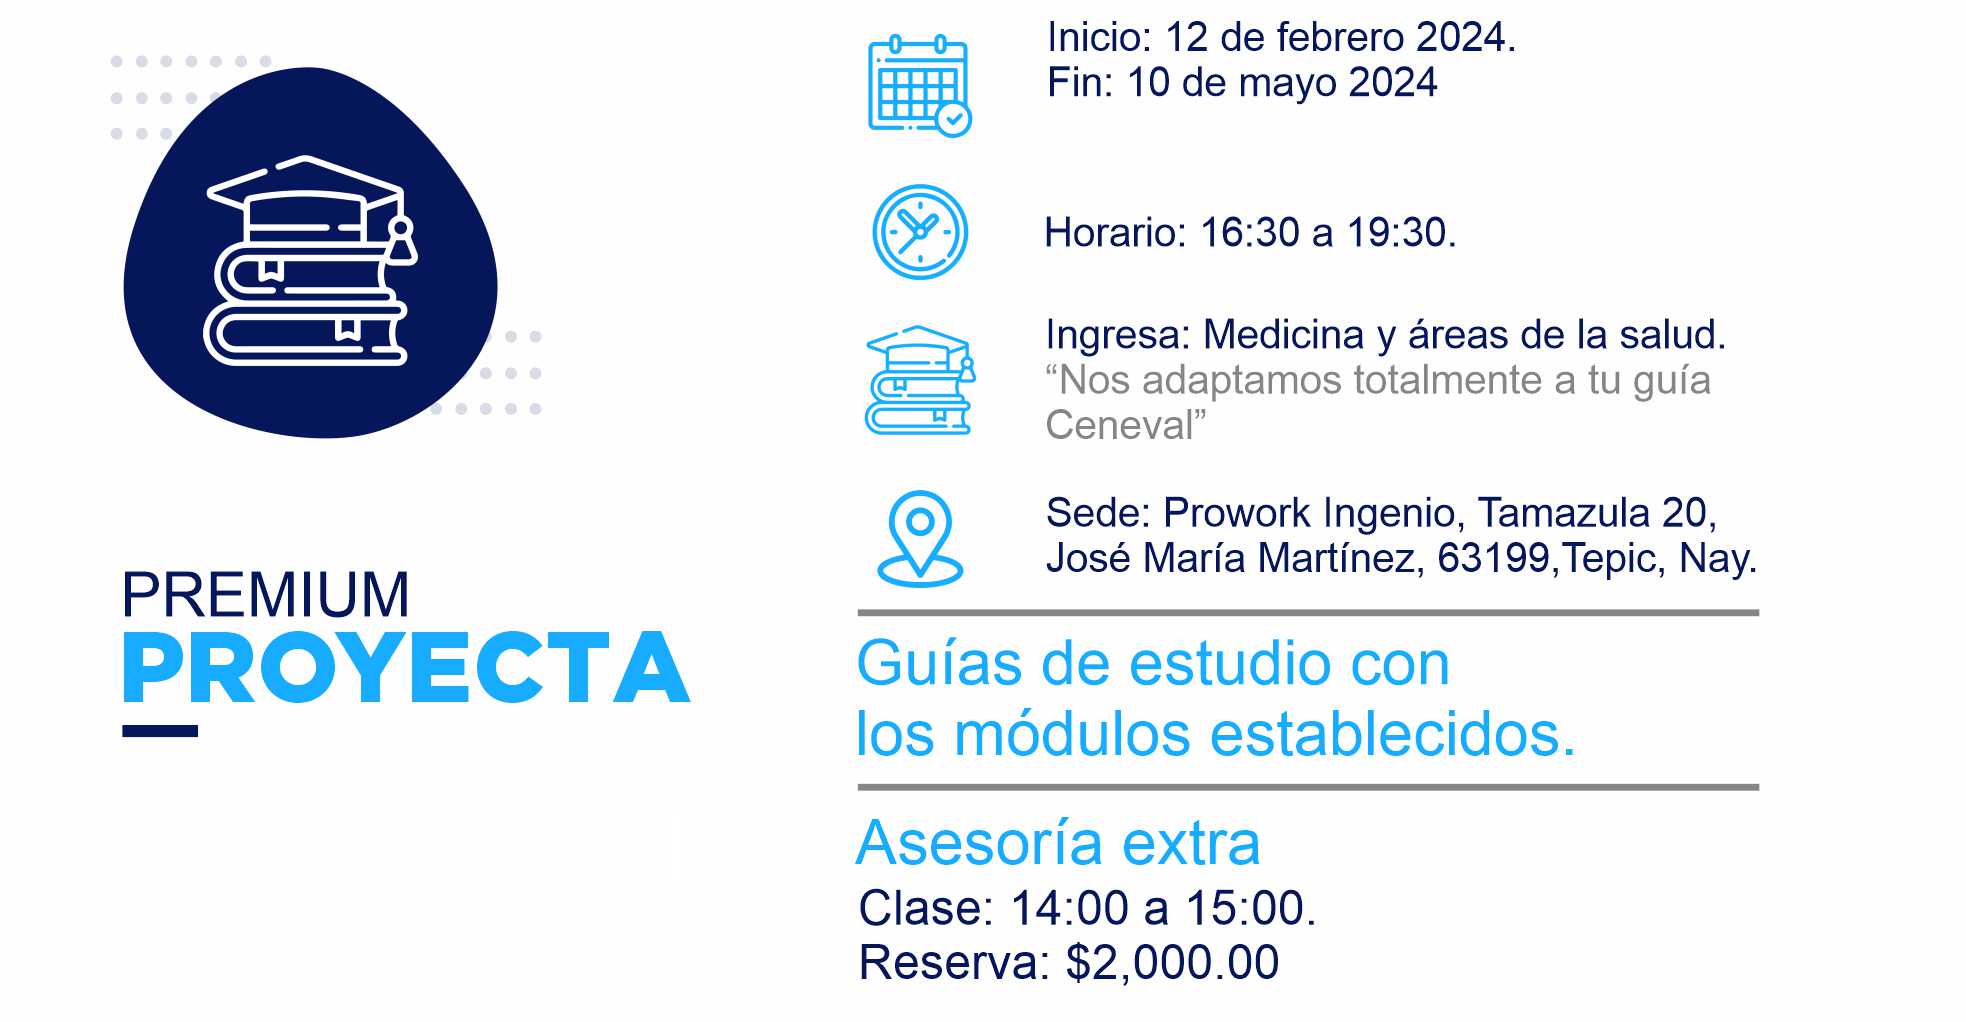 PREMIUM
PROYECTA
Inicio: 12 de febrero 2024.
Fin: 10 de mayo 2024
Horario: 16:30 a 19:30.
Ingresa: Medicina y áreas de la salud.
“Nos adaptamos totalmente a tu guía
Ceneval”
Sede: Prowork Ingenio, Tamazula 20,
José María Martínez, 63199,Tepic, Nay.
Guías de estudio con
los módulos establecidos.
Asesoría extra
Clase: 14:00 a 15:00.
Reserva: $2,000.00